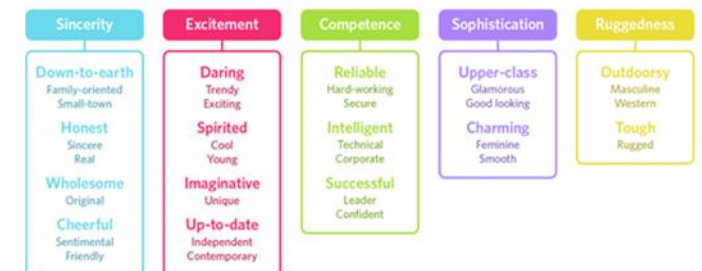 Sincerity
Down-to-earth
Family-oriented
Small-town
Honest
Sincere
Real
Wholesome
Original
Cheerful
Sentimental
Friendly
Excitement
Daring
Trendy
Exciting
Spirited
Cool
Young
Imaginative
Unique
Up-to-date
Independent
Contemporary
Competence
Reliable
Hard-working
Secure
Intelligent
Technical
Corporate
Successful
Leader
Confident
Sophistication
Upper-class
Glamorous
Good looking
Charming
Feminine
Smooth
Ruggedness
Outdoorsy
Masculine
Western
Tough
Rugged